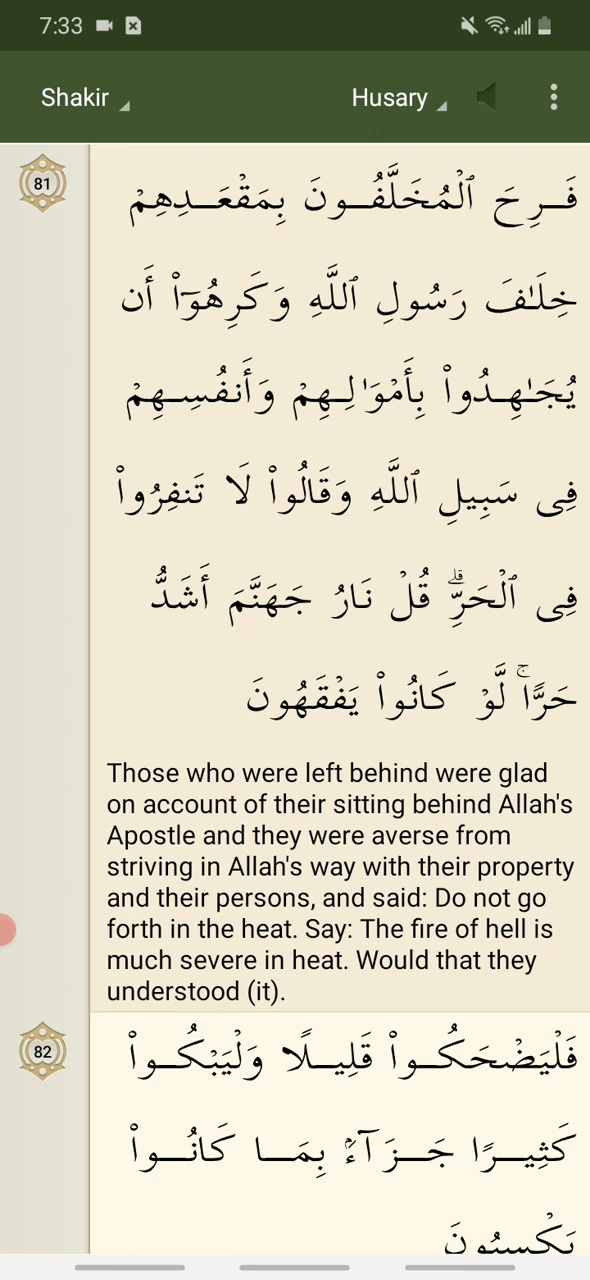 7:33
Shakir
Husary
81
فَرِحَ ٱلْمُخَلَّفُونَ بِمَقْعَدِهِمْ
خِلَٰفَ رَسُولِ ٱللَّهِ وَكَرِهُوٓا۟ أَن
يُجَٰهِدُوا۟ بِأَمْوَٰلِهِمْ وَأَنفُسِهِمْ
فِى سَبِيلِ ٱللَّهِ وَقَالُوا۟ لَا تَنفِرُوا۟
فِى ٱلْحَرِّ ۗ قُلْ نَارُ جَهَنَّمَ أَشَدُّ
حَرًّا ۚ لَّوْ كَانُوا۟ يَفْقَهُونَ
Those who were left behind were glad
on account of their sitting behind Allah's
Apostle and they were averse from
striving in Allah's way with their property
and their persons, and said: Do not go
forth in the heat. Say: The fire of hell is
much severe in heat. Would that they
understood (it).
82
فَلْيَضْحَكُوا۟ قَلِيلًا وَلْيَبْكُوا۟
كَثِيرًا جَزَآءًۢ بِمَا كَانُوا۟
يَكْسِبُونَ